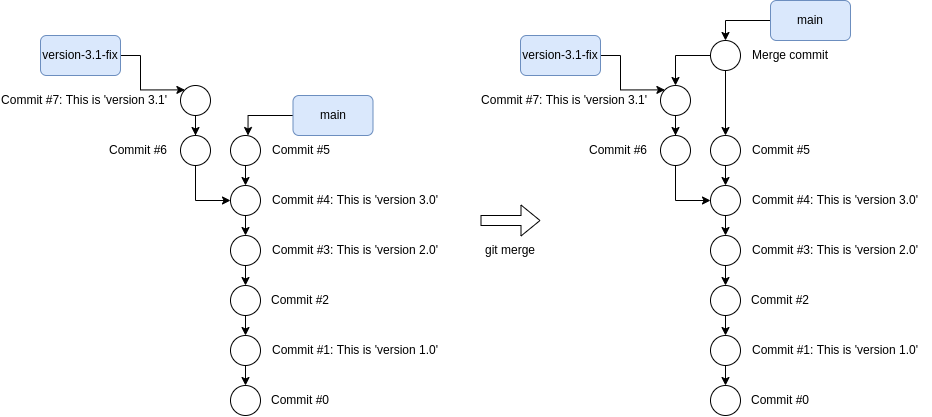 version-3.1-fix
Commit #7: This is 'version 3.1'
main
Commit #6
Commit #5
Commit #4: This is 'version 3.0'
Commit #3: This is 'version 2.0'
Commit #2
Commit #1: This is 'version 1.0'
Commit #0
git merge
main
version-3.1-fix
Merge commit
Commit #7: This is 'version 3.1'
Commit #6
Commit #5
Commit #4: This is 'version 3.0'
Commit #3: This is 'version 2.0'
Commit #2
Commit #1: This is 'version 1.0'
Commit #0